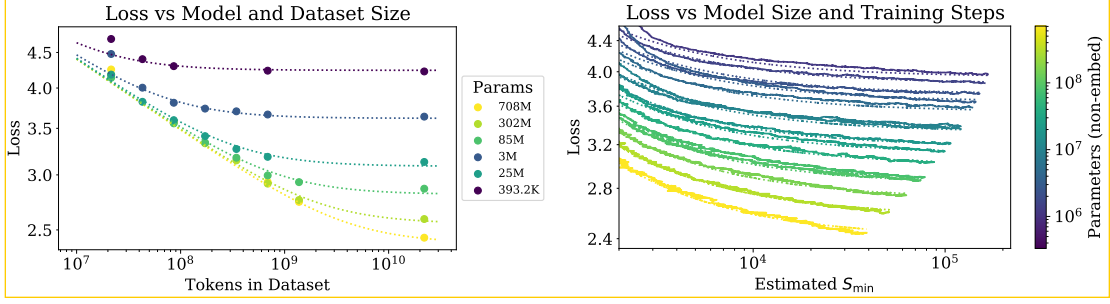 Loss vs Model and Dataset Size
4.5
4.0
3.5
3.0
2.5
Loss
10^7
10^8
10^9
10^10
Tokens in Dataset
Params
708M
302M
85M
3M
25M
393.2K
Loss vs Model Size and Training Steps
4.4
4.0
3.6
3.2
2.8
2.4
Loss
10^4
10^5
Estimated S_min
10^8
10^7
10^6
Parameters (non-embed)